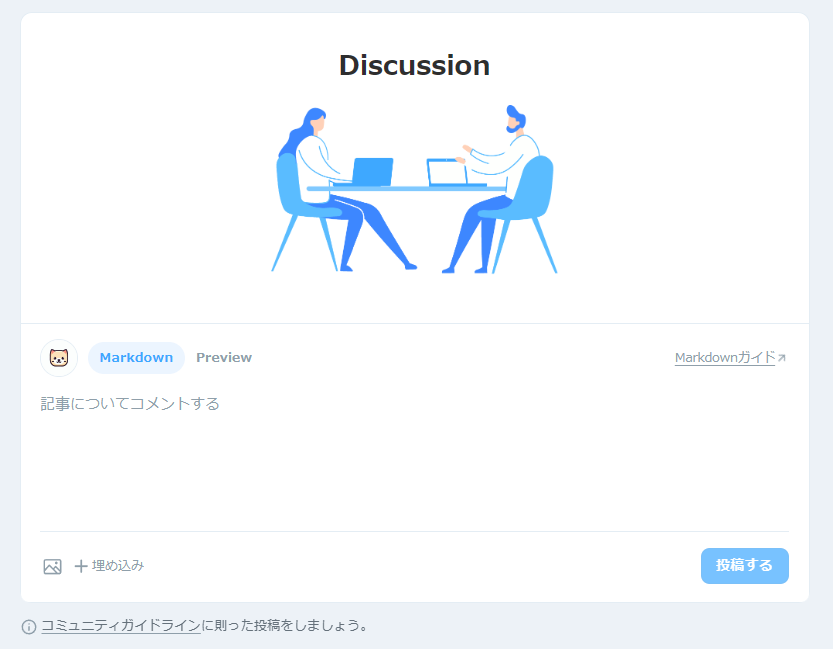 Discussion
Markdown Preview Markdownガイド
記事についてコメントする
埋め込み 投稿する
コミュニティガイドラインに則った投稿をしましょう。